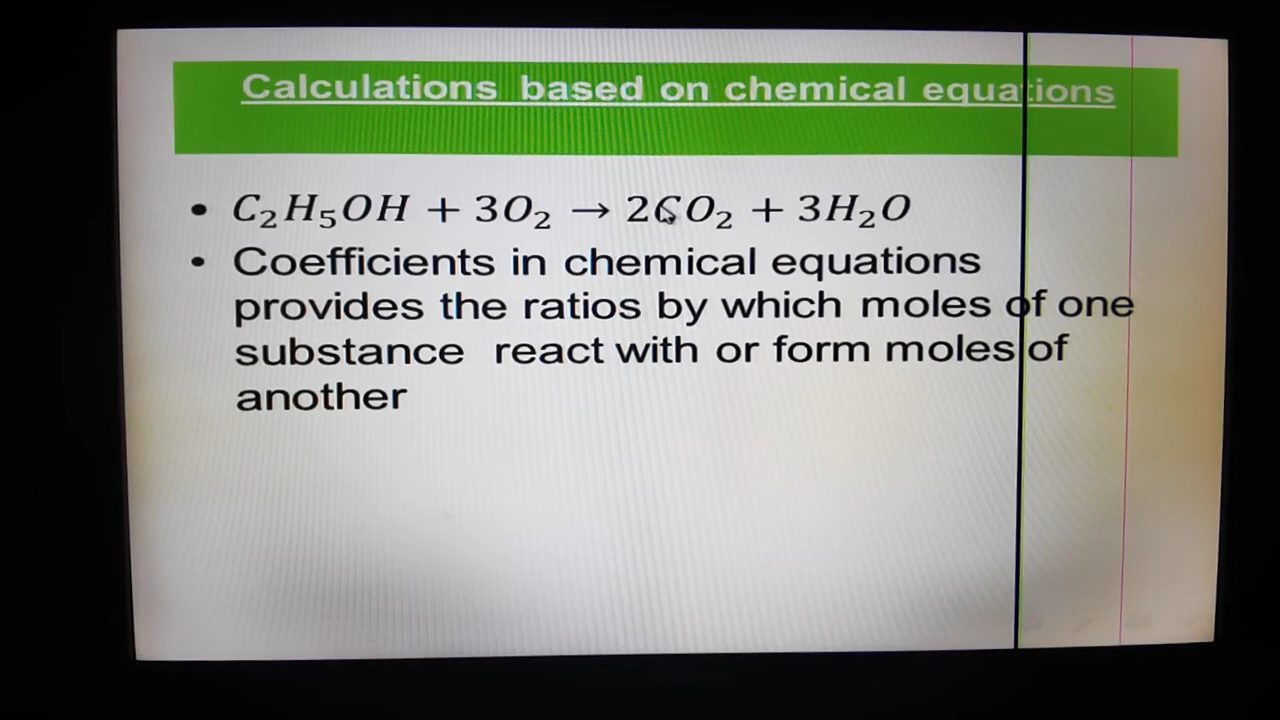 Calculations based on chemical equations
• C₂H₅OH + 3O₂ → 2CO₂ + 3H₂O
• Coefficients in chemical equations
provides the ratios by which moles of one
substance react with or form moles of
another